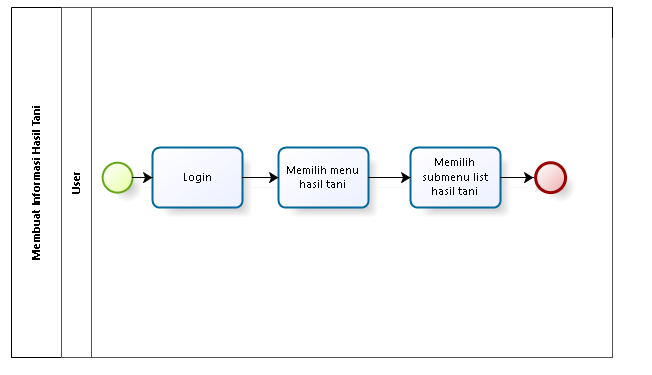 Membuat Informasi Hasil Tani
User
Login
Memilih menu
hasil tani
Memilih
submenu list
hasil tani